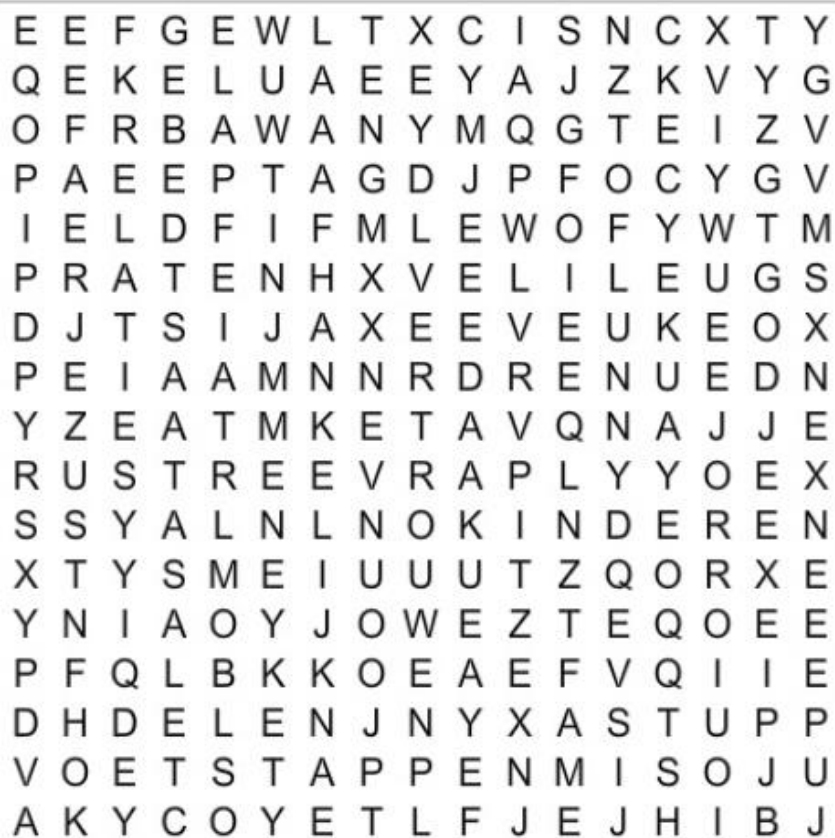 E E F G E W L T X C I S N C X T Y
Q E K E L U A E E Y A J Z K V Y G
O F R B A W A N Y M Q G T E I Z V
P A E E P T A G D J P F O C Y G V
I E L D F I F M L E W O F Y W T M
P R A T E N H X V E L I L E U G S
D J T S I J A X E E V E U K E O X
P E I A A M N N R D R E N U E D N
Y Z E A T M K E T A V Q N A J J E
R U S T R E E V R A P L Y Y O E X
S S Y A L N L N O K I N D E R E N
X T Y S M E I U U U T Z Q O R X E
Y N I A O Y J O W E Z T E Q O E E
P F Q L B K K O E A E F V Q I I E
D H D E L E N J N Y X A S T U P P
V O E T S T A P P E N M I S O J U
A K Y C O Y E T L F J E J H I B J